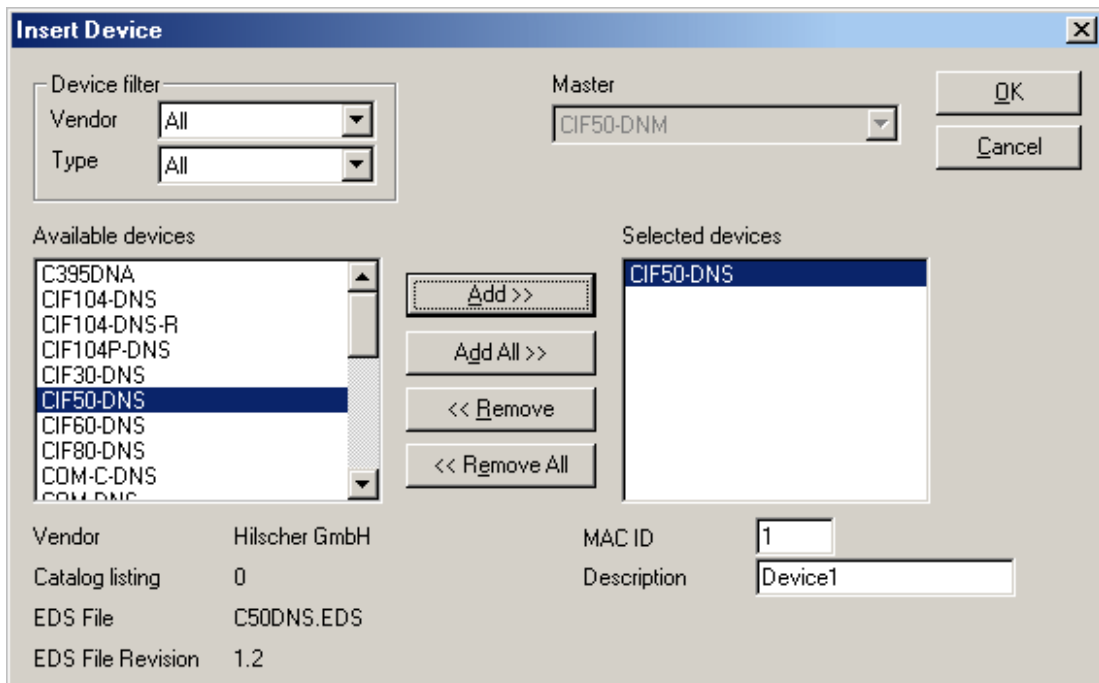 Insert Device
Device filter
Vendor All
Type All
Master
CIF50-DNM
OK
Cancel
Available devices
C395DNA
CIF104-DNS
CIF104-DNS-R
CIF104P-DNS
CIF30-DNS
CIF50-DNS
CIF60-DNS
CIF80-DNS
COM-C-DNS
COM-DNS
Add >>
Add All >>
<< Remove
<< Remove All
Selected devices
CIF50-DNS
Vendor Hilscher GmbH
Catalog listing 0
EDS File C50DNS.EDS
EDS File Revision 1.2
MAC ID 1
Description Device1